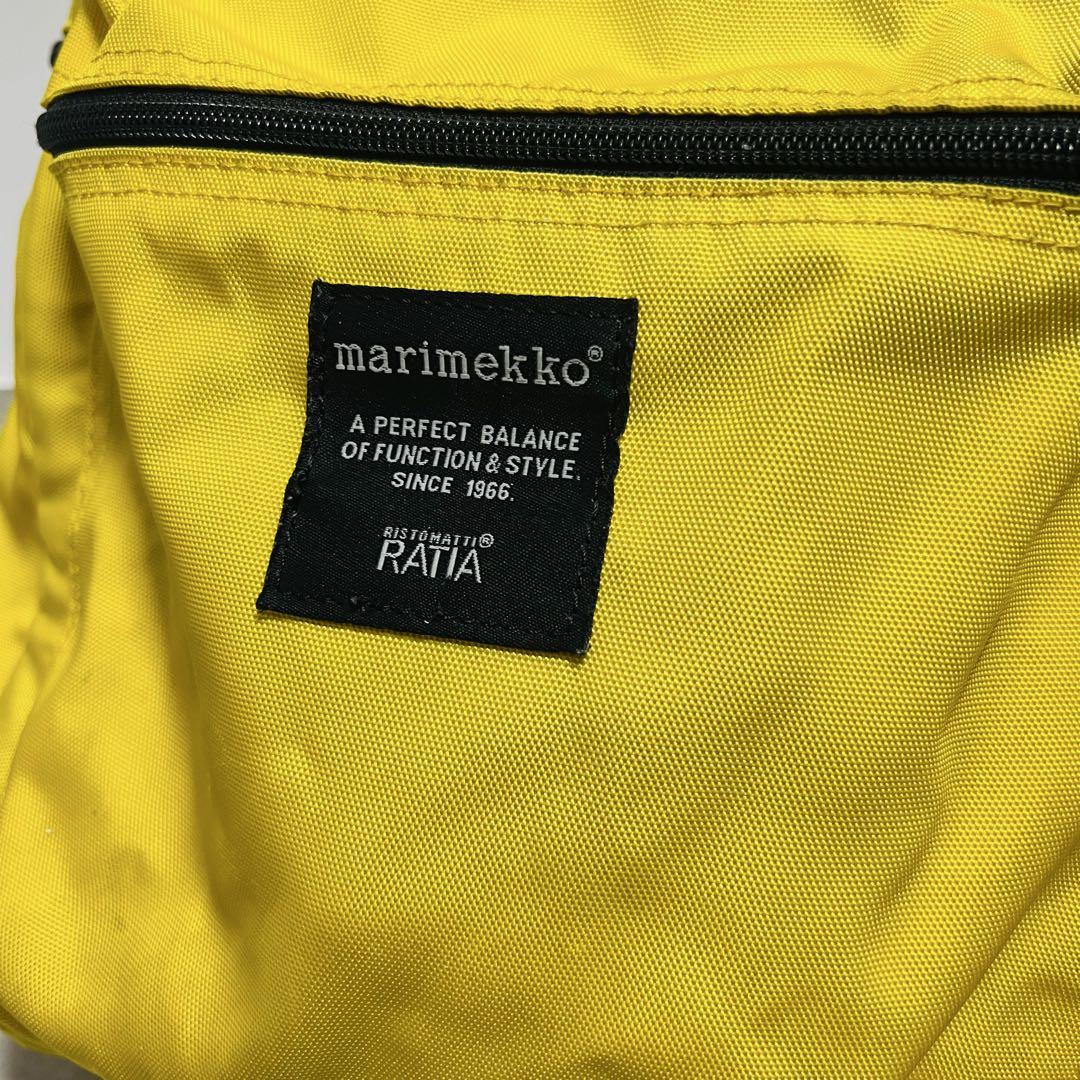 marimekko®
A PERFECT BALANCE
OF FUNCTION & STYLE.
SINCE 1966.
RISTOMATTI®
RATIA